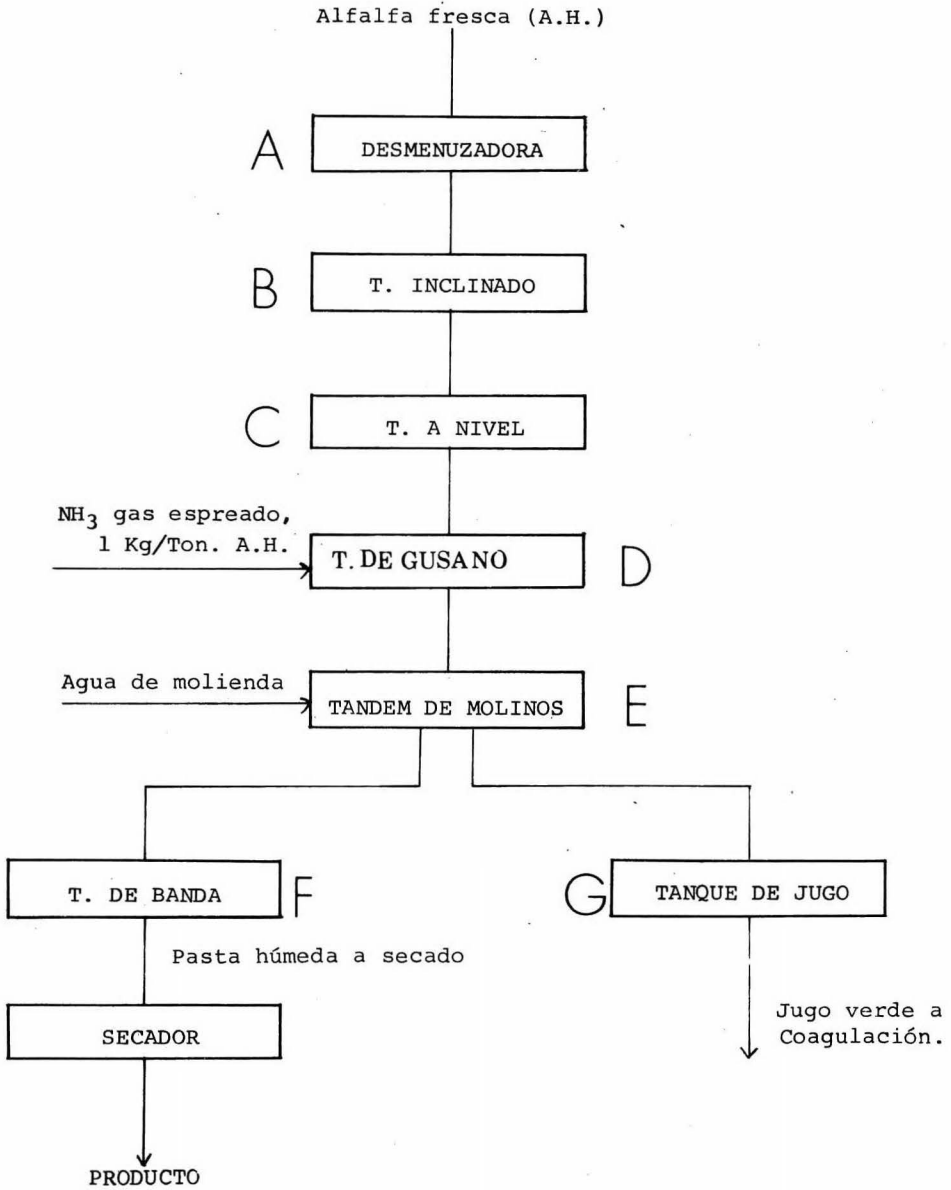 Alfalfa fresca (A.H.)
A
DESMENUZADORA
B
T. INCLINADO
C
T. A NIVEL
NH3 gas espreado,
1 Kg/Ton. A.H.
T. DE GUSANO
D
Agua de molienda
TANDEM DE MOLINOS
E
T. DE BANDA
F
G
TANQUE DE JUGO
Pasta húmeda a secado
SECADOR
Jugo verde a
Coagulación.
PRODUCTO